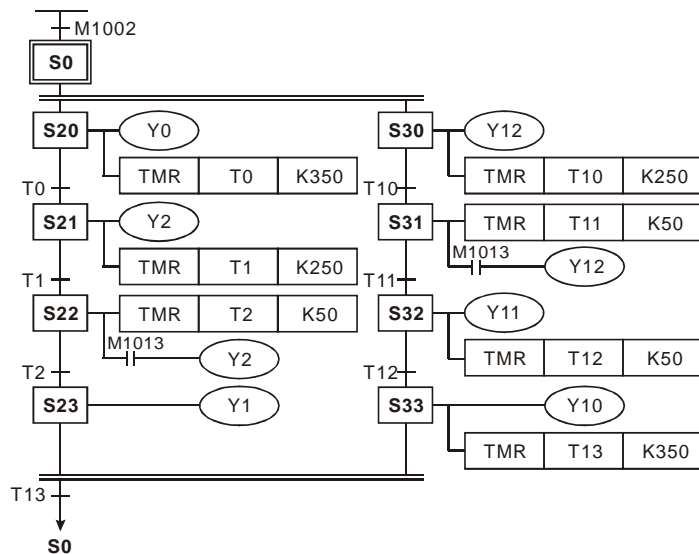 M1002
S0
S20 Y0
TMR T0 K350
T0
S21 Y2
TMR T1 K250
T1
S22 TMR T2 K50
M1013 Y2
T2
S23 Y1
S30 Y12
TMR T10 K250
T10
S31 TMR T11 K50
M1013 Y12
T11
S32 Y11
TMR T12 K50
T12
S33 Y10
TMR T13 K350
T13
S0